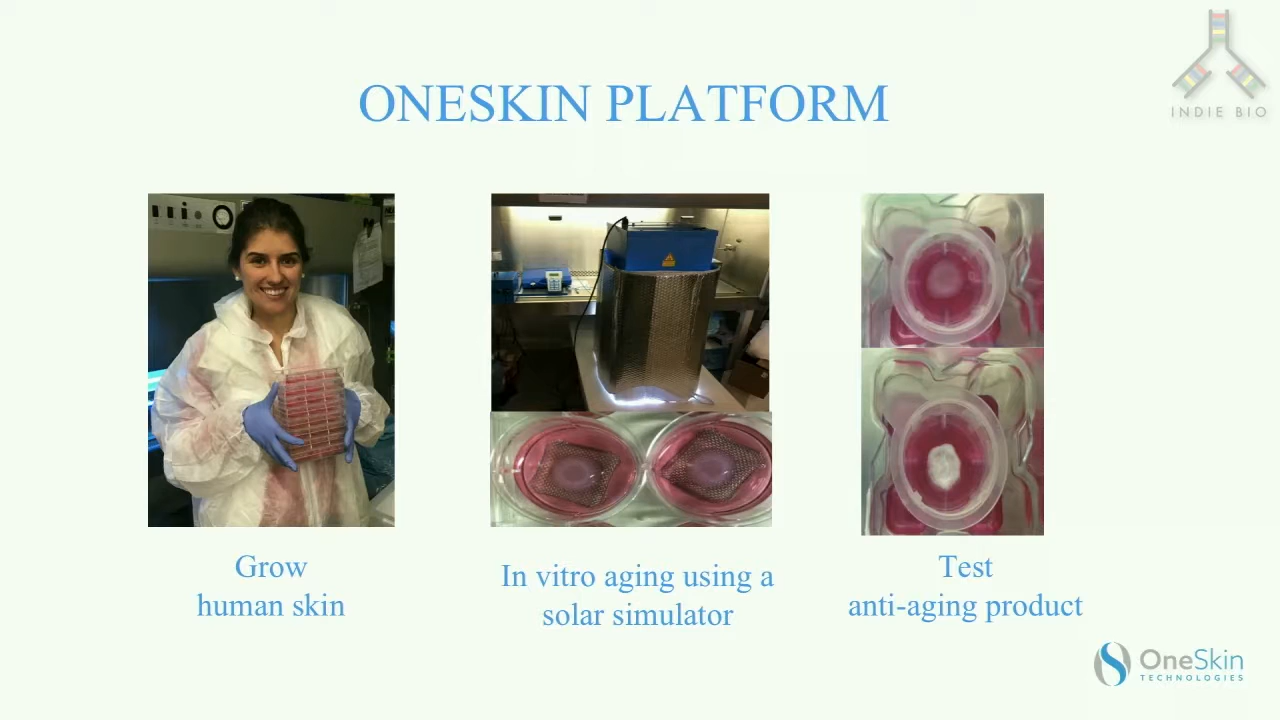 INDIE BIO
ONESKIN PLATFORM
Grow
human skin
In vitro aging using a
solar simulator
Test
anti-aging product
OneSkin
TECHNOLOGIES